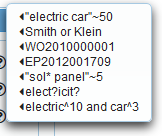 "electric car"~50
Smith or Klein
WO2010000001
EP2012001709
"sol* panel"~5
elect?icit?
electric^10 and car^3